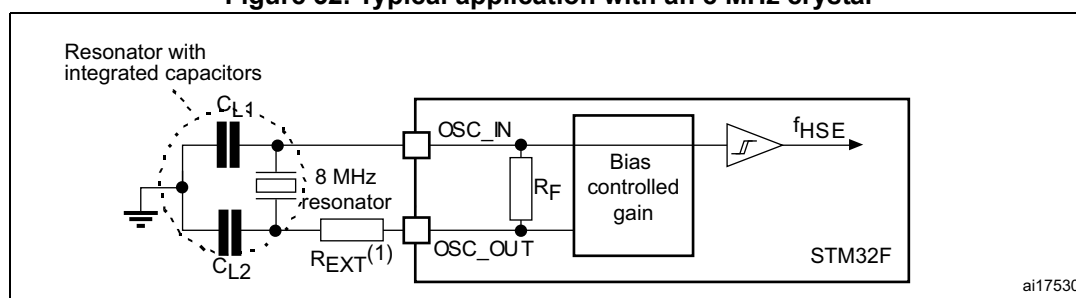 Figure 32. Typical application with an 8 MHz crystal
Resonator with
integrated capacitors
CL1
OSC_IN
fHSE
8 MHz
resonator
RF
Bias
controlled
gain
REXT(1)
OSC_OUT
STM32F
CL2
ai17530